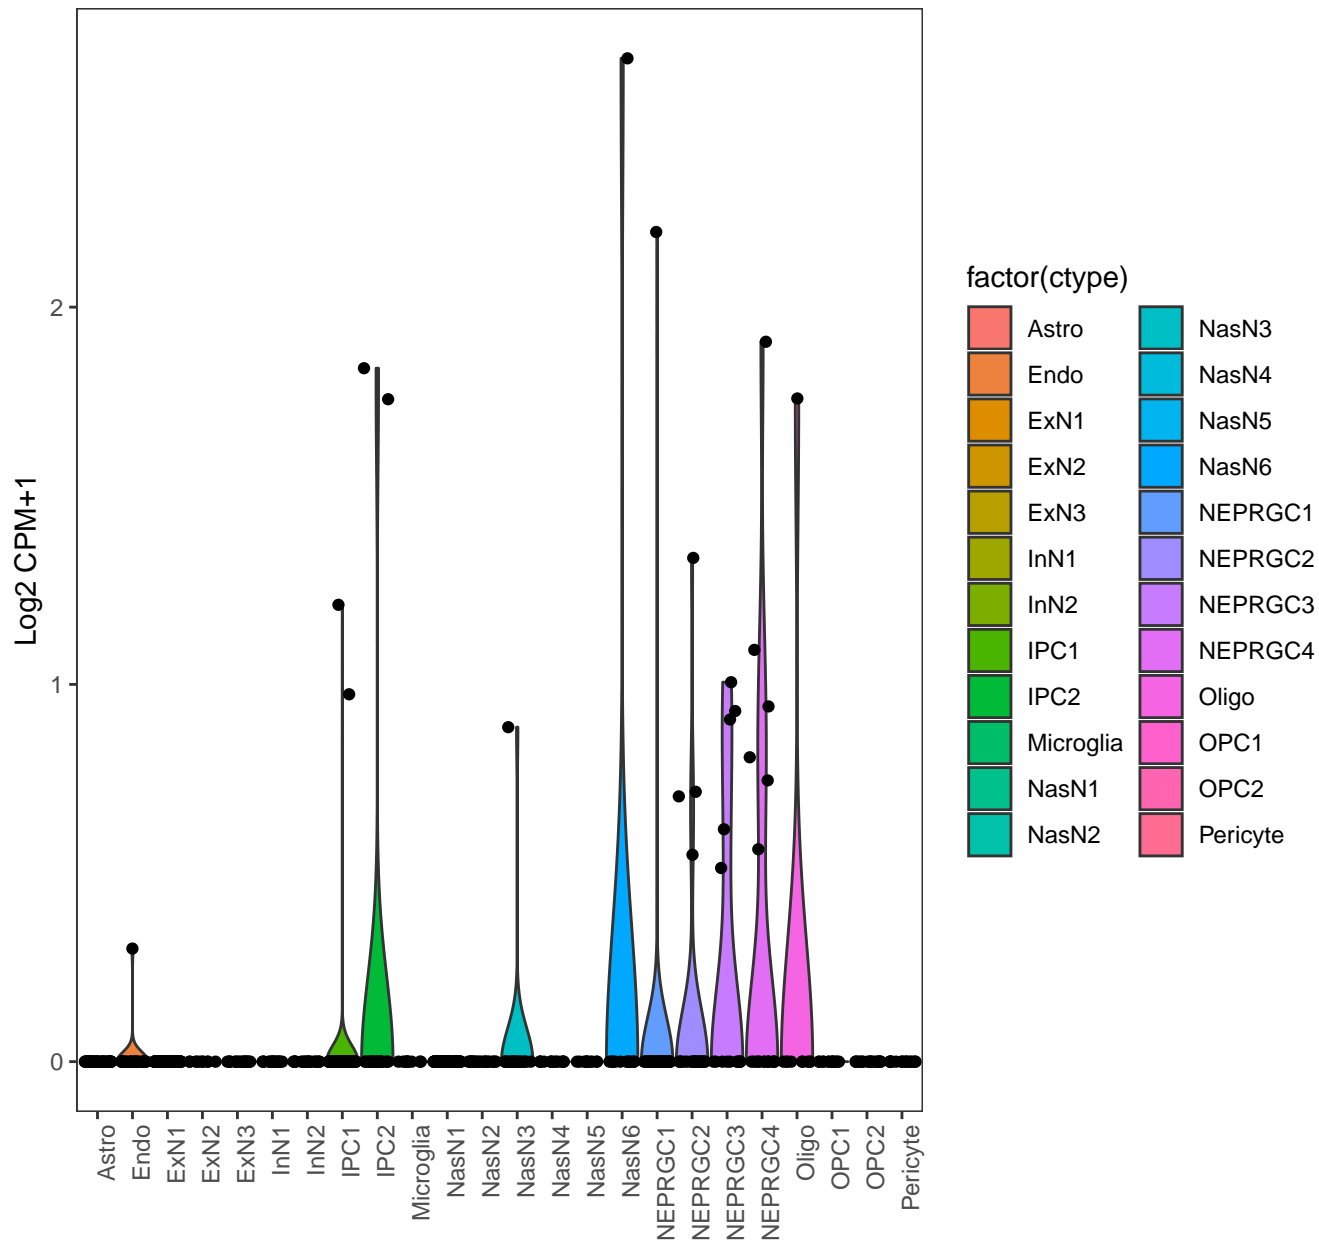 Log2 CPM+1
2
1
0
Astro
Endo
ExN1
ExN2
ExN3
InN1
InN2
IPC1
IPC2
Microglia
NasN1
NasN2
NasN3
NasN4
NasN5
NasN6
NEPRGC1
NEPRGC2
NEPRGC3
NEPRGC4
Oligo
OPC1
OPC2
Pericyte
factor(ctype)
Astro
Endo
ExN1
ExN2
ExN3
InN1
InN2
IPC1
IPC2
Microglia
NasN1
NasN2
NasN3
NasN4
NasN5
NasN6
NEPRGC1
NEPRGC2
NEPRGC3
NEPRGC4
Oligo
OPC1
OPC2
Pericyte